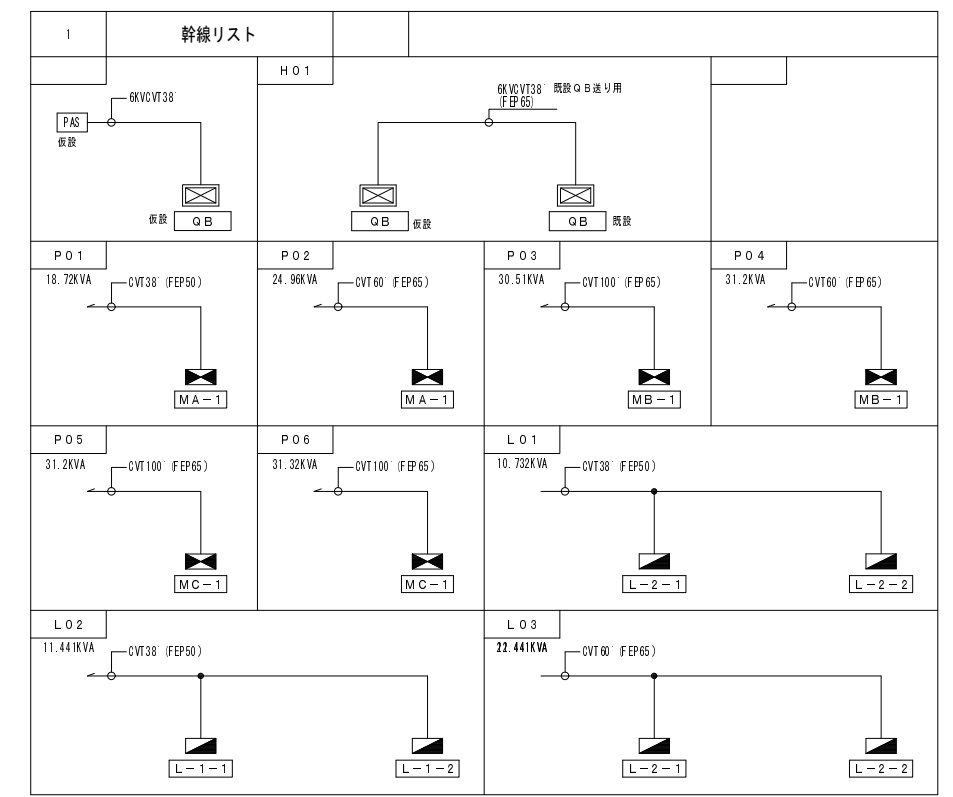 1
幹線リスト
6KVCVT38゜
PAS
仮設
仮設
QB
H01
6KVCVT38゜ 既設QB送り用
(FEP65)
QB
仮設
QB
既設
P01
18.72KVA
CVT38゜ (FEP50)
MA－1
P02
24.96KVA
CVT60゜ (FEP65)
MA－1
P03
30.51KVA
CVT100゜ (FEP65)
MB－1
P04
31.2KVA
CVT60゜ (FEP65)
MB－1
P05
31.2KVA
CVT100゜ (FEP65)
MC－1
P06
31.32KVA
CVT100゜ (FEP65)
MC－1
L01
10.732KVA
CVT38゜ (FEP50)
L－2－1
L－2－2
L02
11.441KVA
CVT38゜ (FEP50)
L－1－1
L－1－2
L03
22.441KVA
CVT60゜ (FEP65)
L－2－1
L－2－2